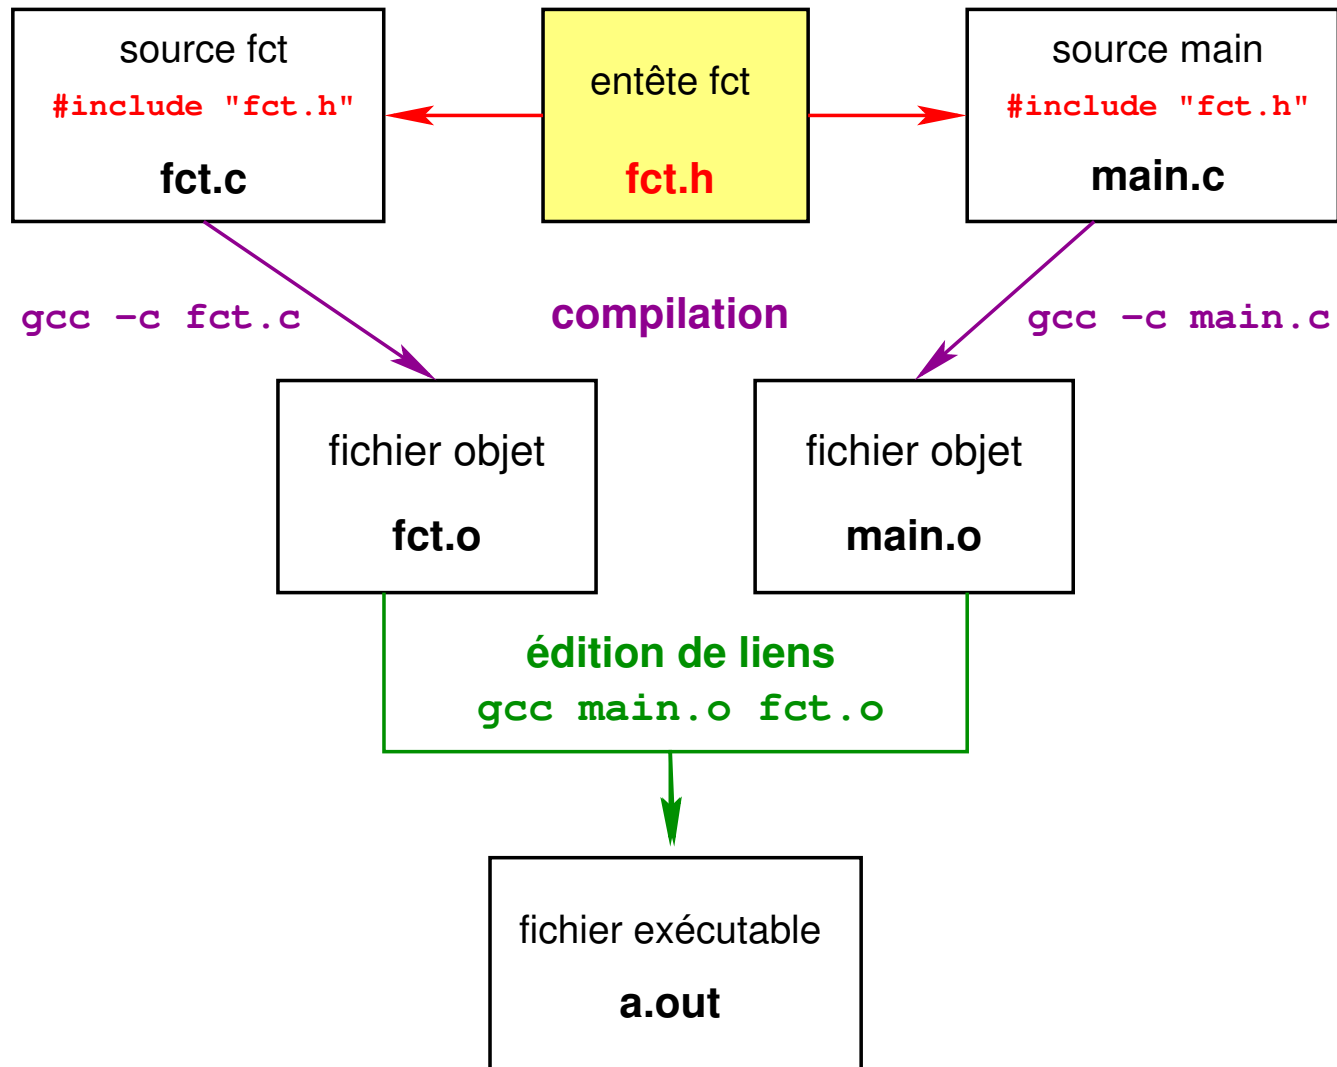 source fct
#include "fct.h"
fct.c
entête fct
fct.h
source main
#include "fct.h"
main.c
gcc −c fct.c
compilation
gcc −c main.c
fichier objet
fct.o
fichier objet
main.o
édition de liens
gcc main.o fct.o
fichier exécutable
a.out